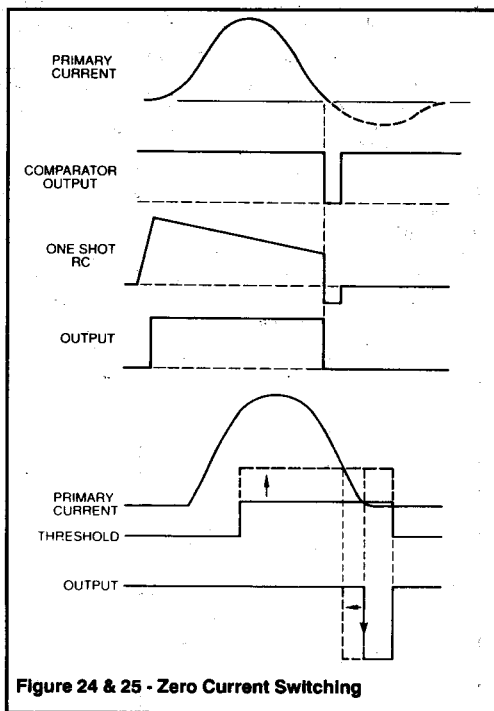 PRIMARY
CURRENT
COMPARATOR
OUTPUT
ONE SHOT
RC
OUTPUT
PRIMARY
CURRENT
THRESHOLD
OUTPUT
Figure 24 & 25 - Zero Current Switching